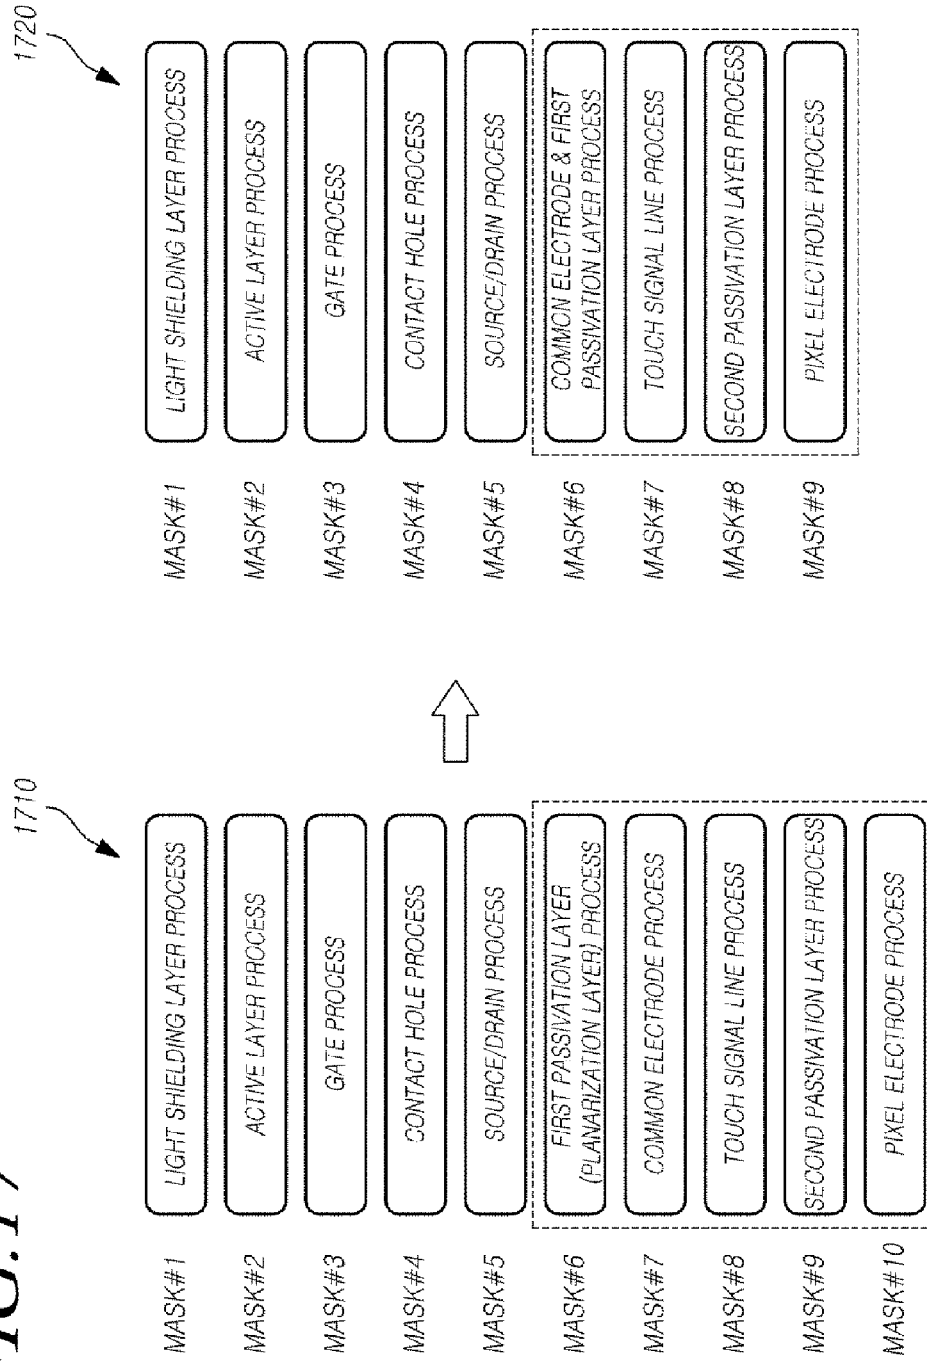 FIG.17
1710
MASK#1 LIGHT SHIELDING LAYER PROCESS
MASK#2 ACTIVE LAYER PROCESS
MASK#3 GATE PROCESS
MASK#4 CONTACT HOLE PROCESS
MASK#5 SOURCE/DRAIN PROCESS
MASK#6 FIRST PASSIVATION LAYER
(PLANARIZATION LAYER) PROCESS
MASK#7 COMMON ELECTRODE PROCESS
MASK#8 TOUCH SIGNAL LINE PROCESS
MASK#9 SECOND PASSIVATION LAYER PROCESS
MASK#10 PIXEL ELECTRODE PROCESS
1720
MASK#1 LIGHT SHIELDING LAYER PROCESS
MASK#2 ACTIVE LAYER PROCESS
MASK#3 GATE PROCESS
MASK#4 CONTACT HOLE PROCESS
MASK#5 SOURCE/DRAIN PROCESS
MASK#6 COMMON ELECTRODE & FIRST
PASSIVATION LAYER PROCESS
MASK#7 TOUCH SIGNAL LINE PROCESS
MASK#8 SECOND PASSIVATION LAYER PROCESS
MASK#9 PIXEL ELECTRODE PROCESS